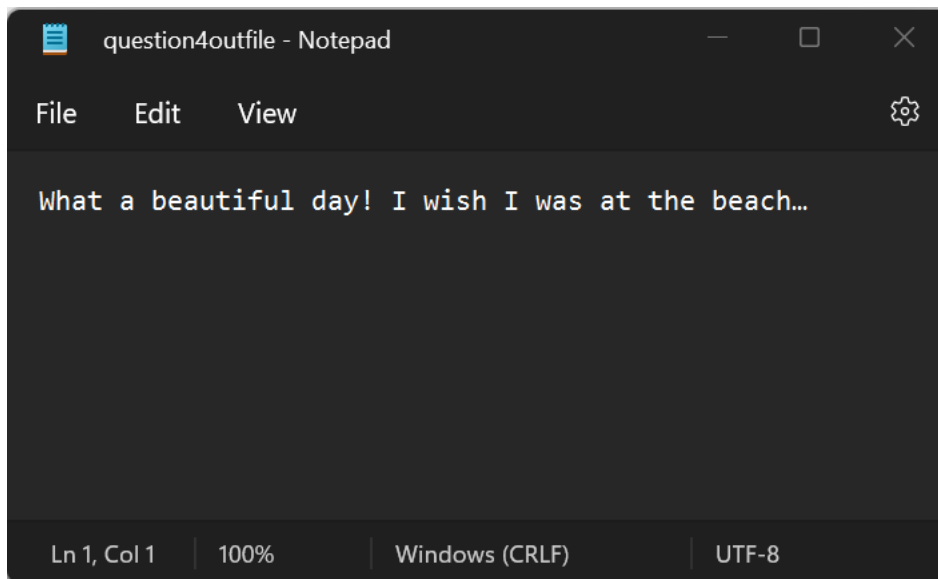 question4outfile - Notepad
File Edit View
What a beautiful day! I wish I was at the beach…
Ln 1, Col 1 100% Windows (CRLF) UTF-8